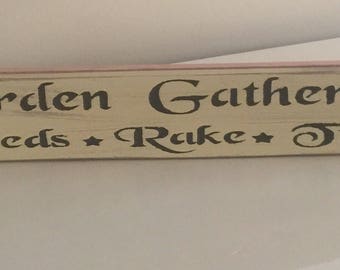 rden Gather
eds ★ Rake ★ T